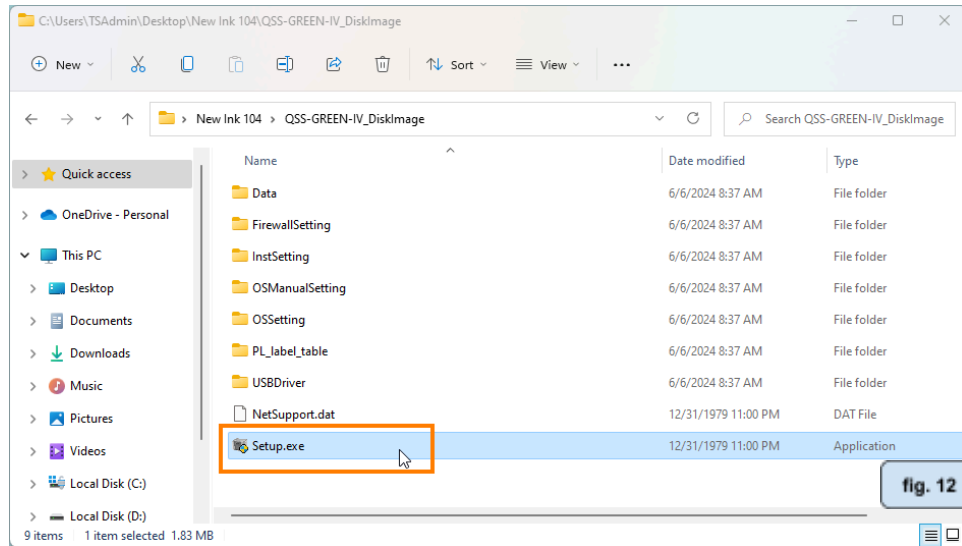 C:\Users\TSAdmin\Desktop\New Ink 104\QSS-GREEN-IV_DiskImage
New Sort View ...
New Ink 104 > QSS-GREEN-IV_DiskImage Search QSS-GREEN-IV_DiskImage
Name Date modified Type
Quick access
Data 6/6/2024 8:37 AM File folder
OneDrive - Personal
FirewallSetting 6/6/2024 8:37 AM File folder
This PC InstSetting 6/6/2024 8:37 AM File folder
Desktop OSManualSetting 6/6/2024 8:37 AM File folder
Documents OSSetting 6/6/2024 8:37 AM File folder
Downloads PL_label_table 6/6/2024 8:37 AM File folder
Music USBDriver 6/6/2024 8:37 AM File folder
Pictures NetSupport.dat 12/31/1979 11:00 PM DAT File
Videos Setup.exe 12/31/1979 11:00 PM Application
Local Disk (C:) fig. 12
Local Disk (D:)
9 items 1 item selected 1.83 MB